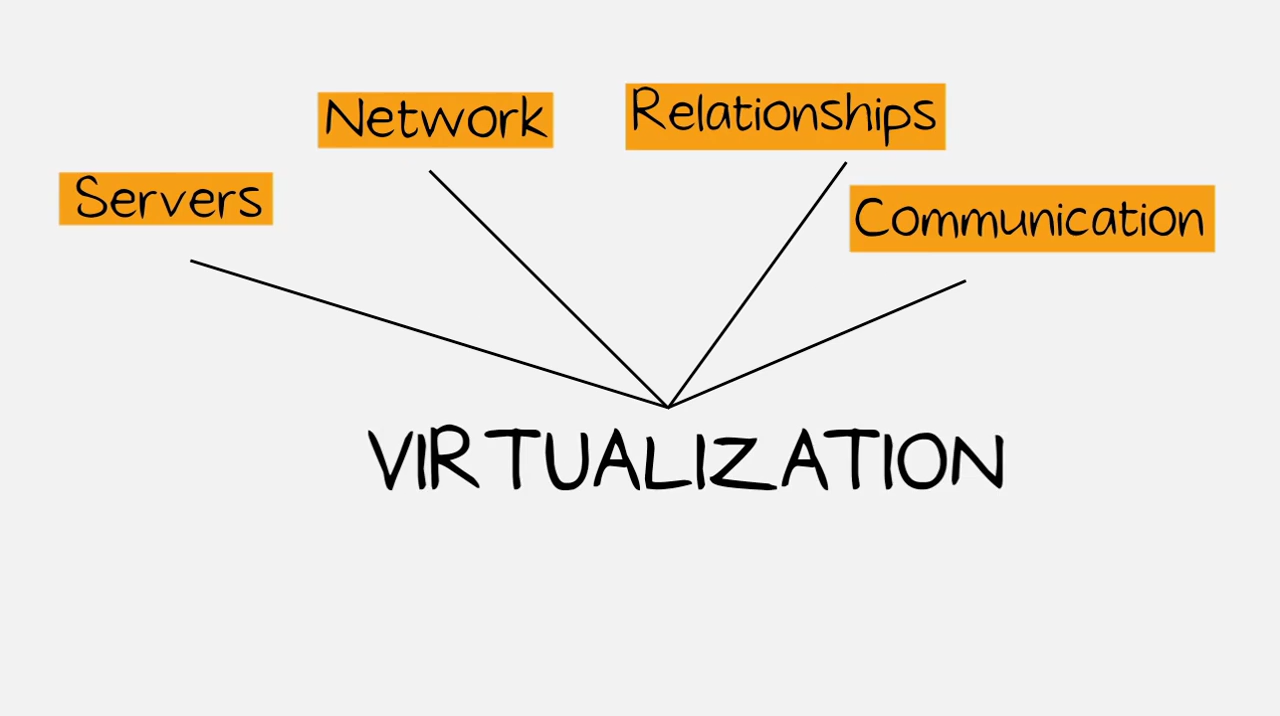 Servers
Network
Relationships
Communication
VIRTUALIZATION